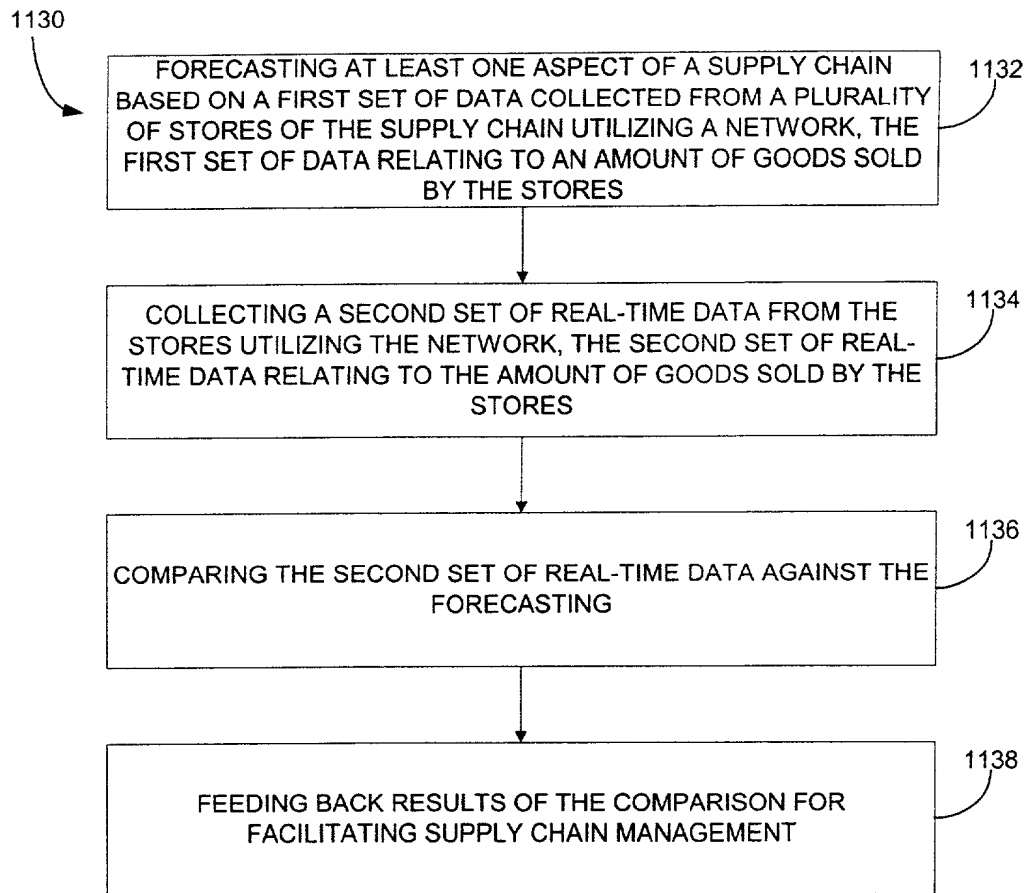 1130
FORECASTING AT LEAST ONE ASPECT OF A SUPPLY CHAIN
BASED ON A FIRST SET OF DATA COLLECTED FROM A PLURALITY
OF STORES OF THE SUPPLY CHAIN UTILIZING A NETWORK, THE
FIRST SET OF DATA RELATING TO AN AMOUNT OF GOODS SOLD
BY THE STORES
1132
COLLECTING A SECOND SET OF REAL-TIME DATA FROM THE
STORES UTILIZING THE NETWORK, THE SECOND SET OF REAL-
TIME DATA RELATING TO THE AMOUNT OF GOODS SOLD BY THE
STORES
1134
COMPARING THE SECOND SET OF REAL-TIME DATA AGAINST THE
FORECASTING
1136
FEEDING BACK RESULTS OF THE COMPARISON FOR
FACILITATING SUPPLY CHAIN MANAGEMENT
1138